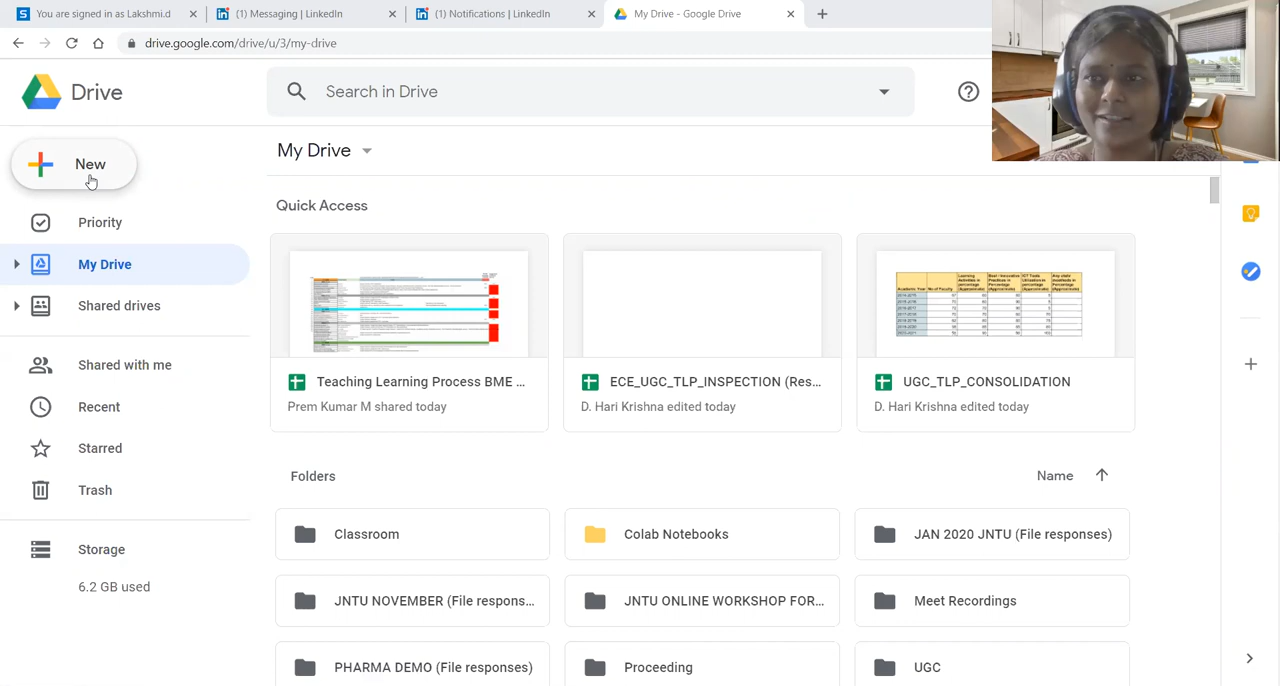 You are signed in as Lakshmi.d
(1) Messaging | LinkedIn
(1) Notifications | LinkedIn
My Drive - Google Drive
drive.google.com/drive/u/3/my-drive
Drive
Search in Drive
New
My Drive
Priority
Quick Access
My Drive
Shared drives
Shared with me
Teaching Learning Process BME ...
ECE_UGC_TLP_INSPECTION (Res...
UGC_TLP_CONSOLIDATION
Recent
Prem Kumar M shared today
D. Hari Krishna edited today
D. Hari Krishna edited today
Starred
Folders
Name
Trash
Classroom
Colab Notebooks
JAN 2020 JNTU (File responses)
Storage
6.2 GB used
JNTU NOVEMBER (File respons...
JNTU ONLINE WORKSHOP FOR...
Meet Recordings
PHARMA DEMO (File responses)
Proceeding
UGC